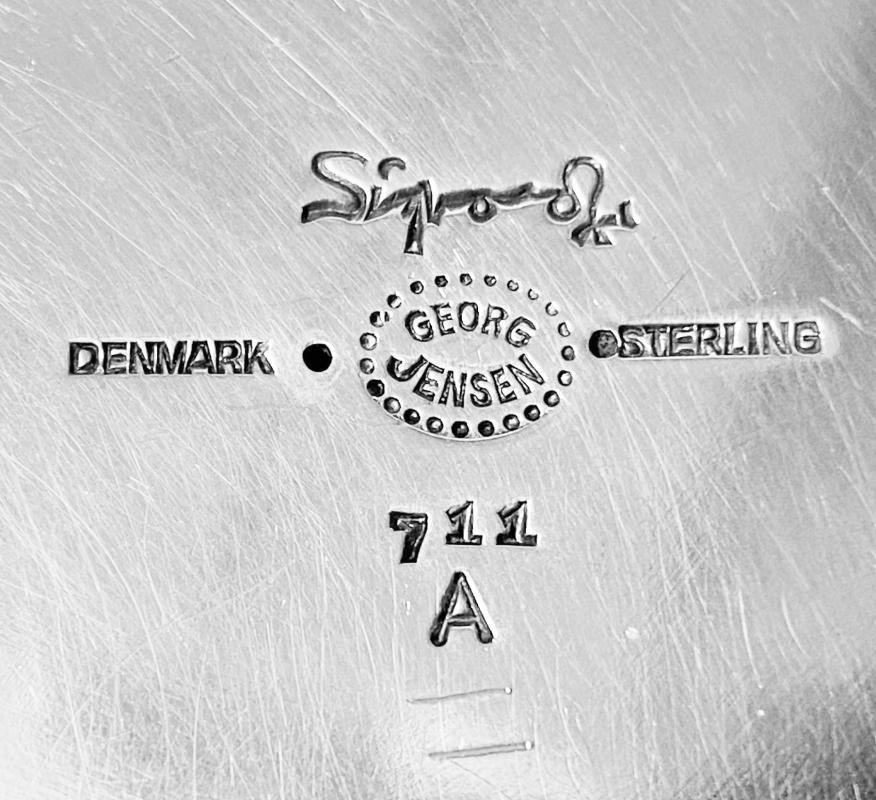 Sigvard
GEORG
DENMARK • • STERLING
JENSEN
711
A